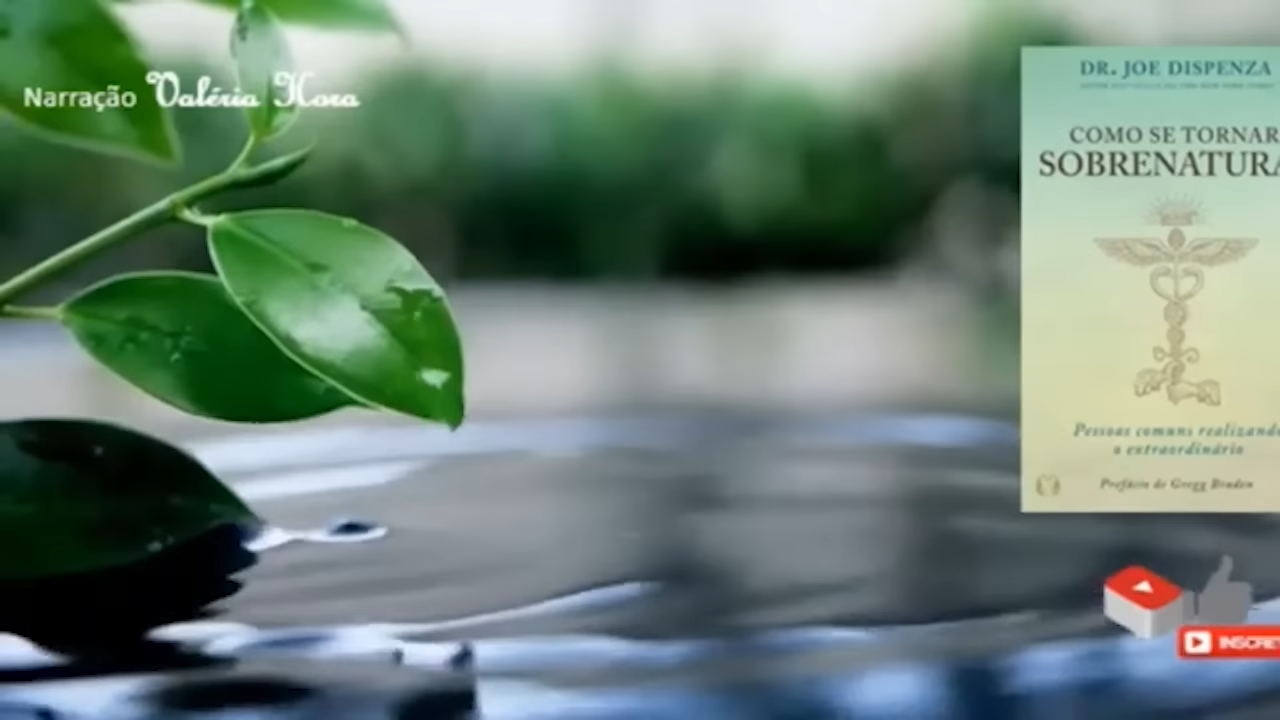 Narração Valéria Hora
DR. JOE DISPENZA
COMO SE TORNAR
SOBRENATURA
Pessoas comuns realizando
o extraordinário
Prefácio de Gregg Braden
INSCRE